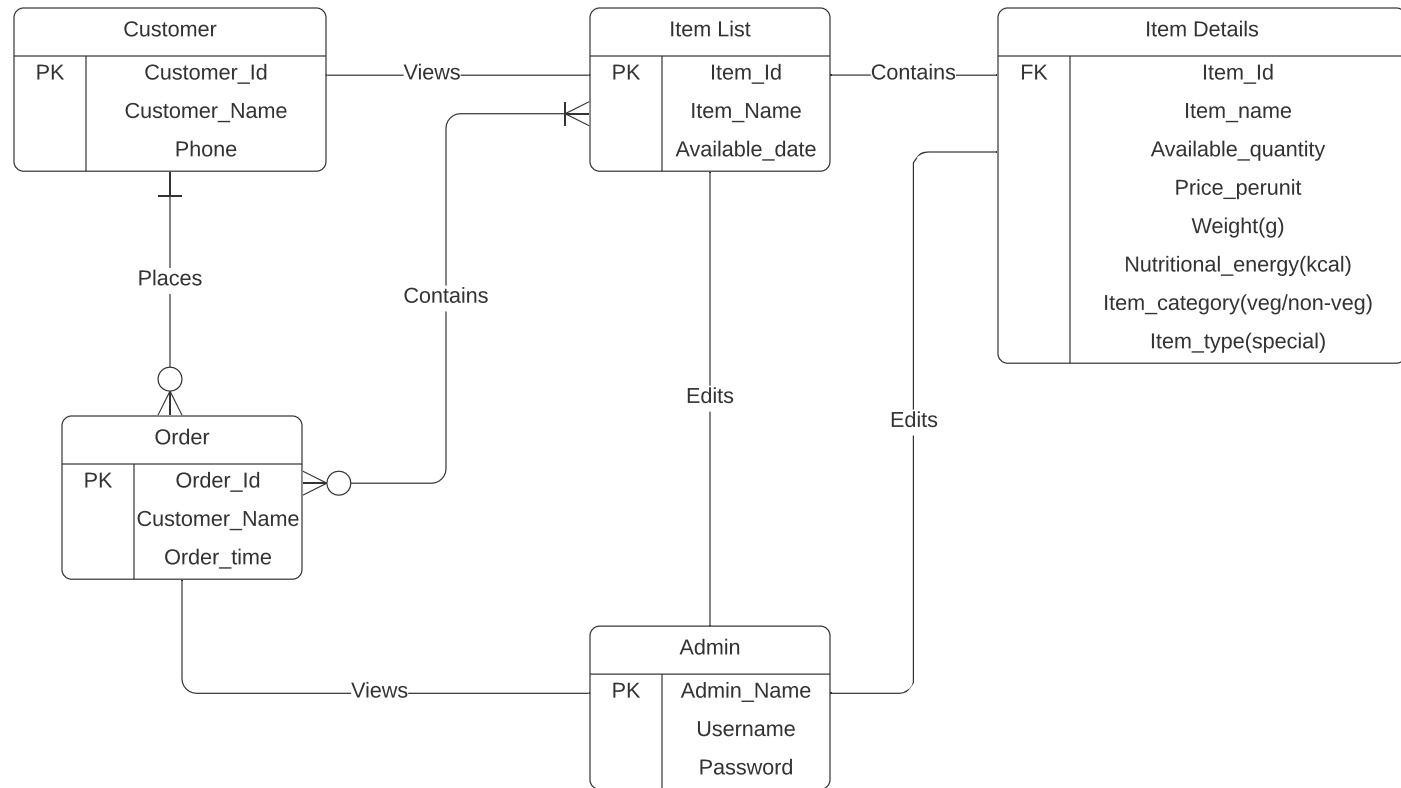 Customer
PK Customer_Id
Customer_Name
Phone
Views
Item List
PK Item_Id
Item_Name
Available_date
Contains
Item Details
FK Item_Id
Item_name
Available_quantity
Price_perunit
Weight(g)
Nutritional_energy(kcal)
Item_category(veg/non-veg)
Item_type(special)
Places
Contains
Edits
Edits
Order
PK Order_Id
Customer_Name
Order_time
Views
Admin
PK Admin_Name
Username
Password